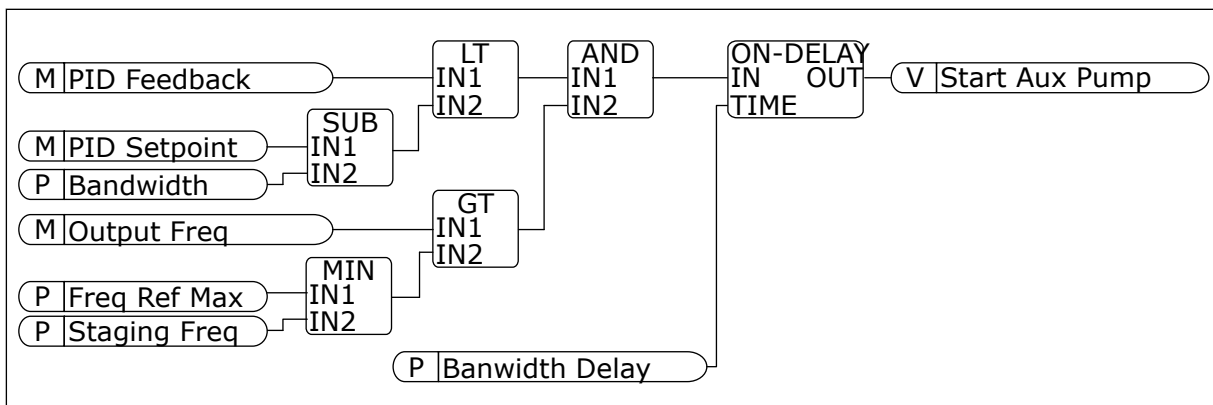 LT
AND
ON-DELAY
M PID Feedback
IN1
IN1
IN OUT
V Start Aux Pump
IN2
IN2
TIME
SUB
M PID Setpoint
IN1
P Bandwidth
IN2
GT
M Output Freq
IN1
IN2
MIN
P Freq Ref Max
IN1
P Staging Freq
IN2
P Banwidth Delay